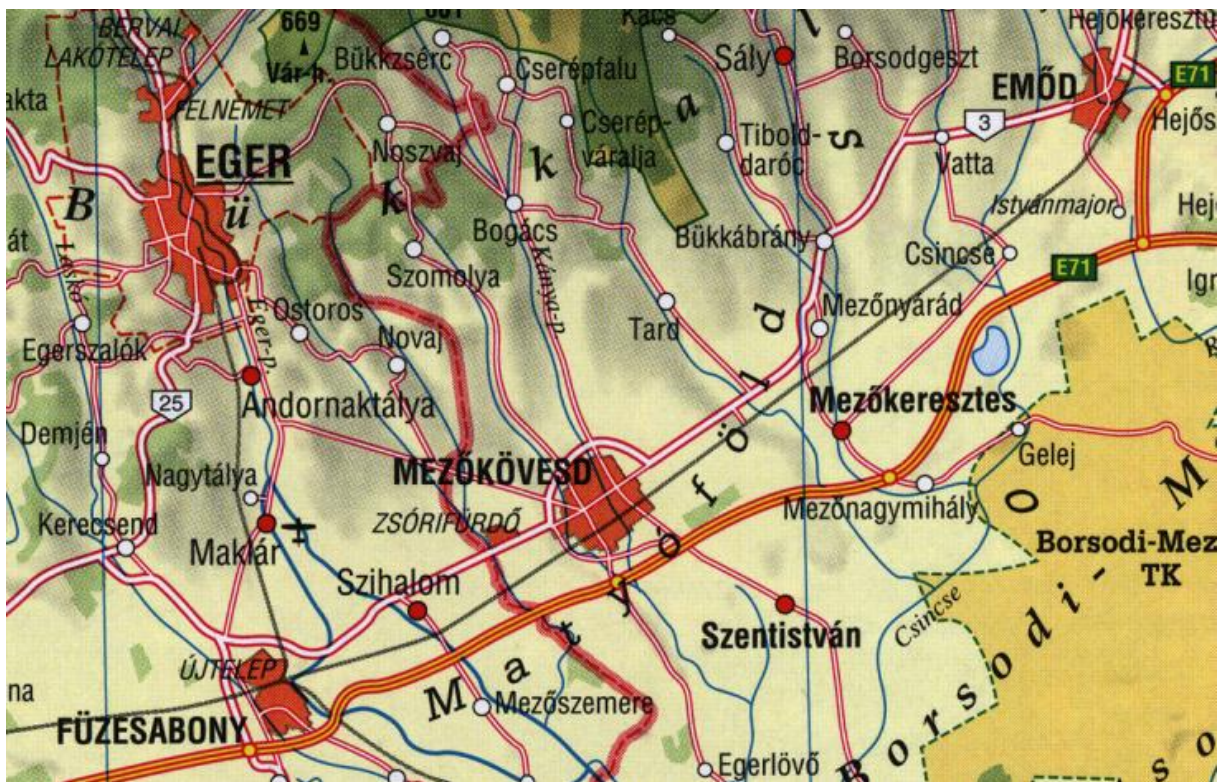 BERVAI
LAKÓTELEP
669
Vár-h.
Bükkzsérc
Cserépfalu
Kács
Sály
Borsodgeszt
Hejőkeresztú
EMŐD
E71
Hejős
akta
FELNÉMET
EGER
Noszvaj
Cserép-
váralja
Tibold-
daróc
3
Vatta
Istvánmajor
Hej
B ü k k
a l
át
Laskó
Szomolya
Bogács
Kánya-p.
Bükkábrány
Csincse
E71
Igr
Egerszalók
Eger-p.
Ostoros
Novaj
Tard
Mezőnyárád
25
Andornaktálya
Mezőkeresztes
Demjén
Nagytálya
MEZŐKÖVESD
Gelej
Kerecsend
Maklár
ZSÓRIFÜRDŐ
Mezőnagymihály
Szihalom
Borsodi-Mez
TK
Szentistván
Csincse
ÚJTELEP
na
FÜZESABONY
Mezőszemere
Egerlövő
M a t y ó f ö l d
B o r s o d i - M